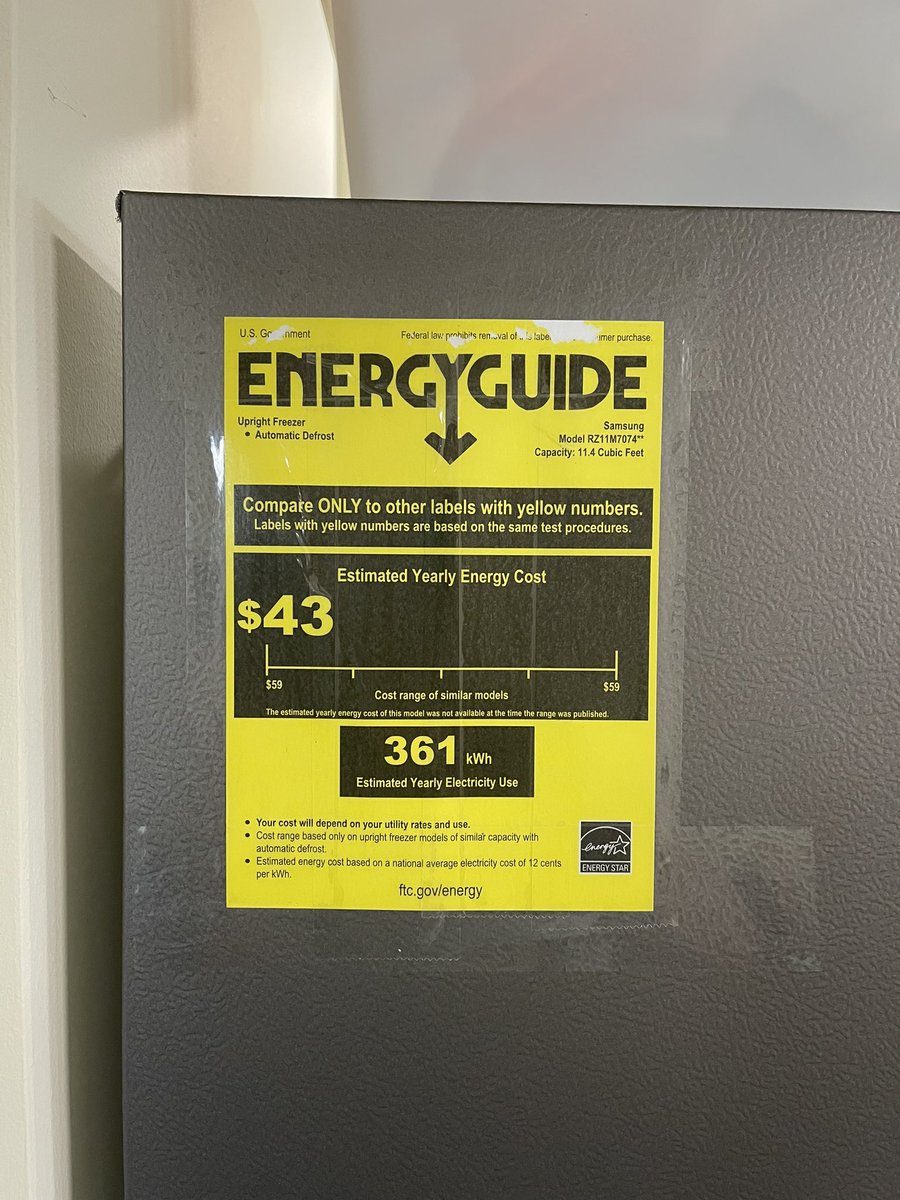 U.S. Go nment
Federal law prohibits removal of this label mer purchase.
ENERGYGUIDE
Upright Freezer
• Automatic Defrost
Samsung
Model RZ11M7074**
Capacity: 11.4 Cubic Feet
Compare ONLY to other labels with yellow numbers.
Labels with yellow numbers are based on the same test procedures.
Estimated Yearly Energy Cost
$43
$59
$59
Cost range of similar models
The estimated yearly energy cost of this model was not available at the time the range was published.
361 kWh
Estimated Yearly Electricity Use
• Your cost will depend on your utility rates and use.
• Cost range based only on upright freezer models of similar capacity with
automatic defrost.
• Estimated energy cost based on a national average electricity cost of 12 cents
per kWh.
ftc.gov/energy
energy
ENERGY STAR